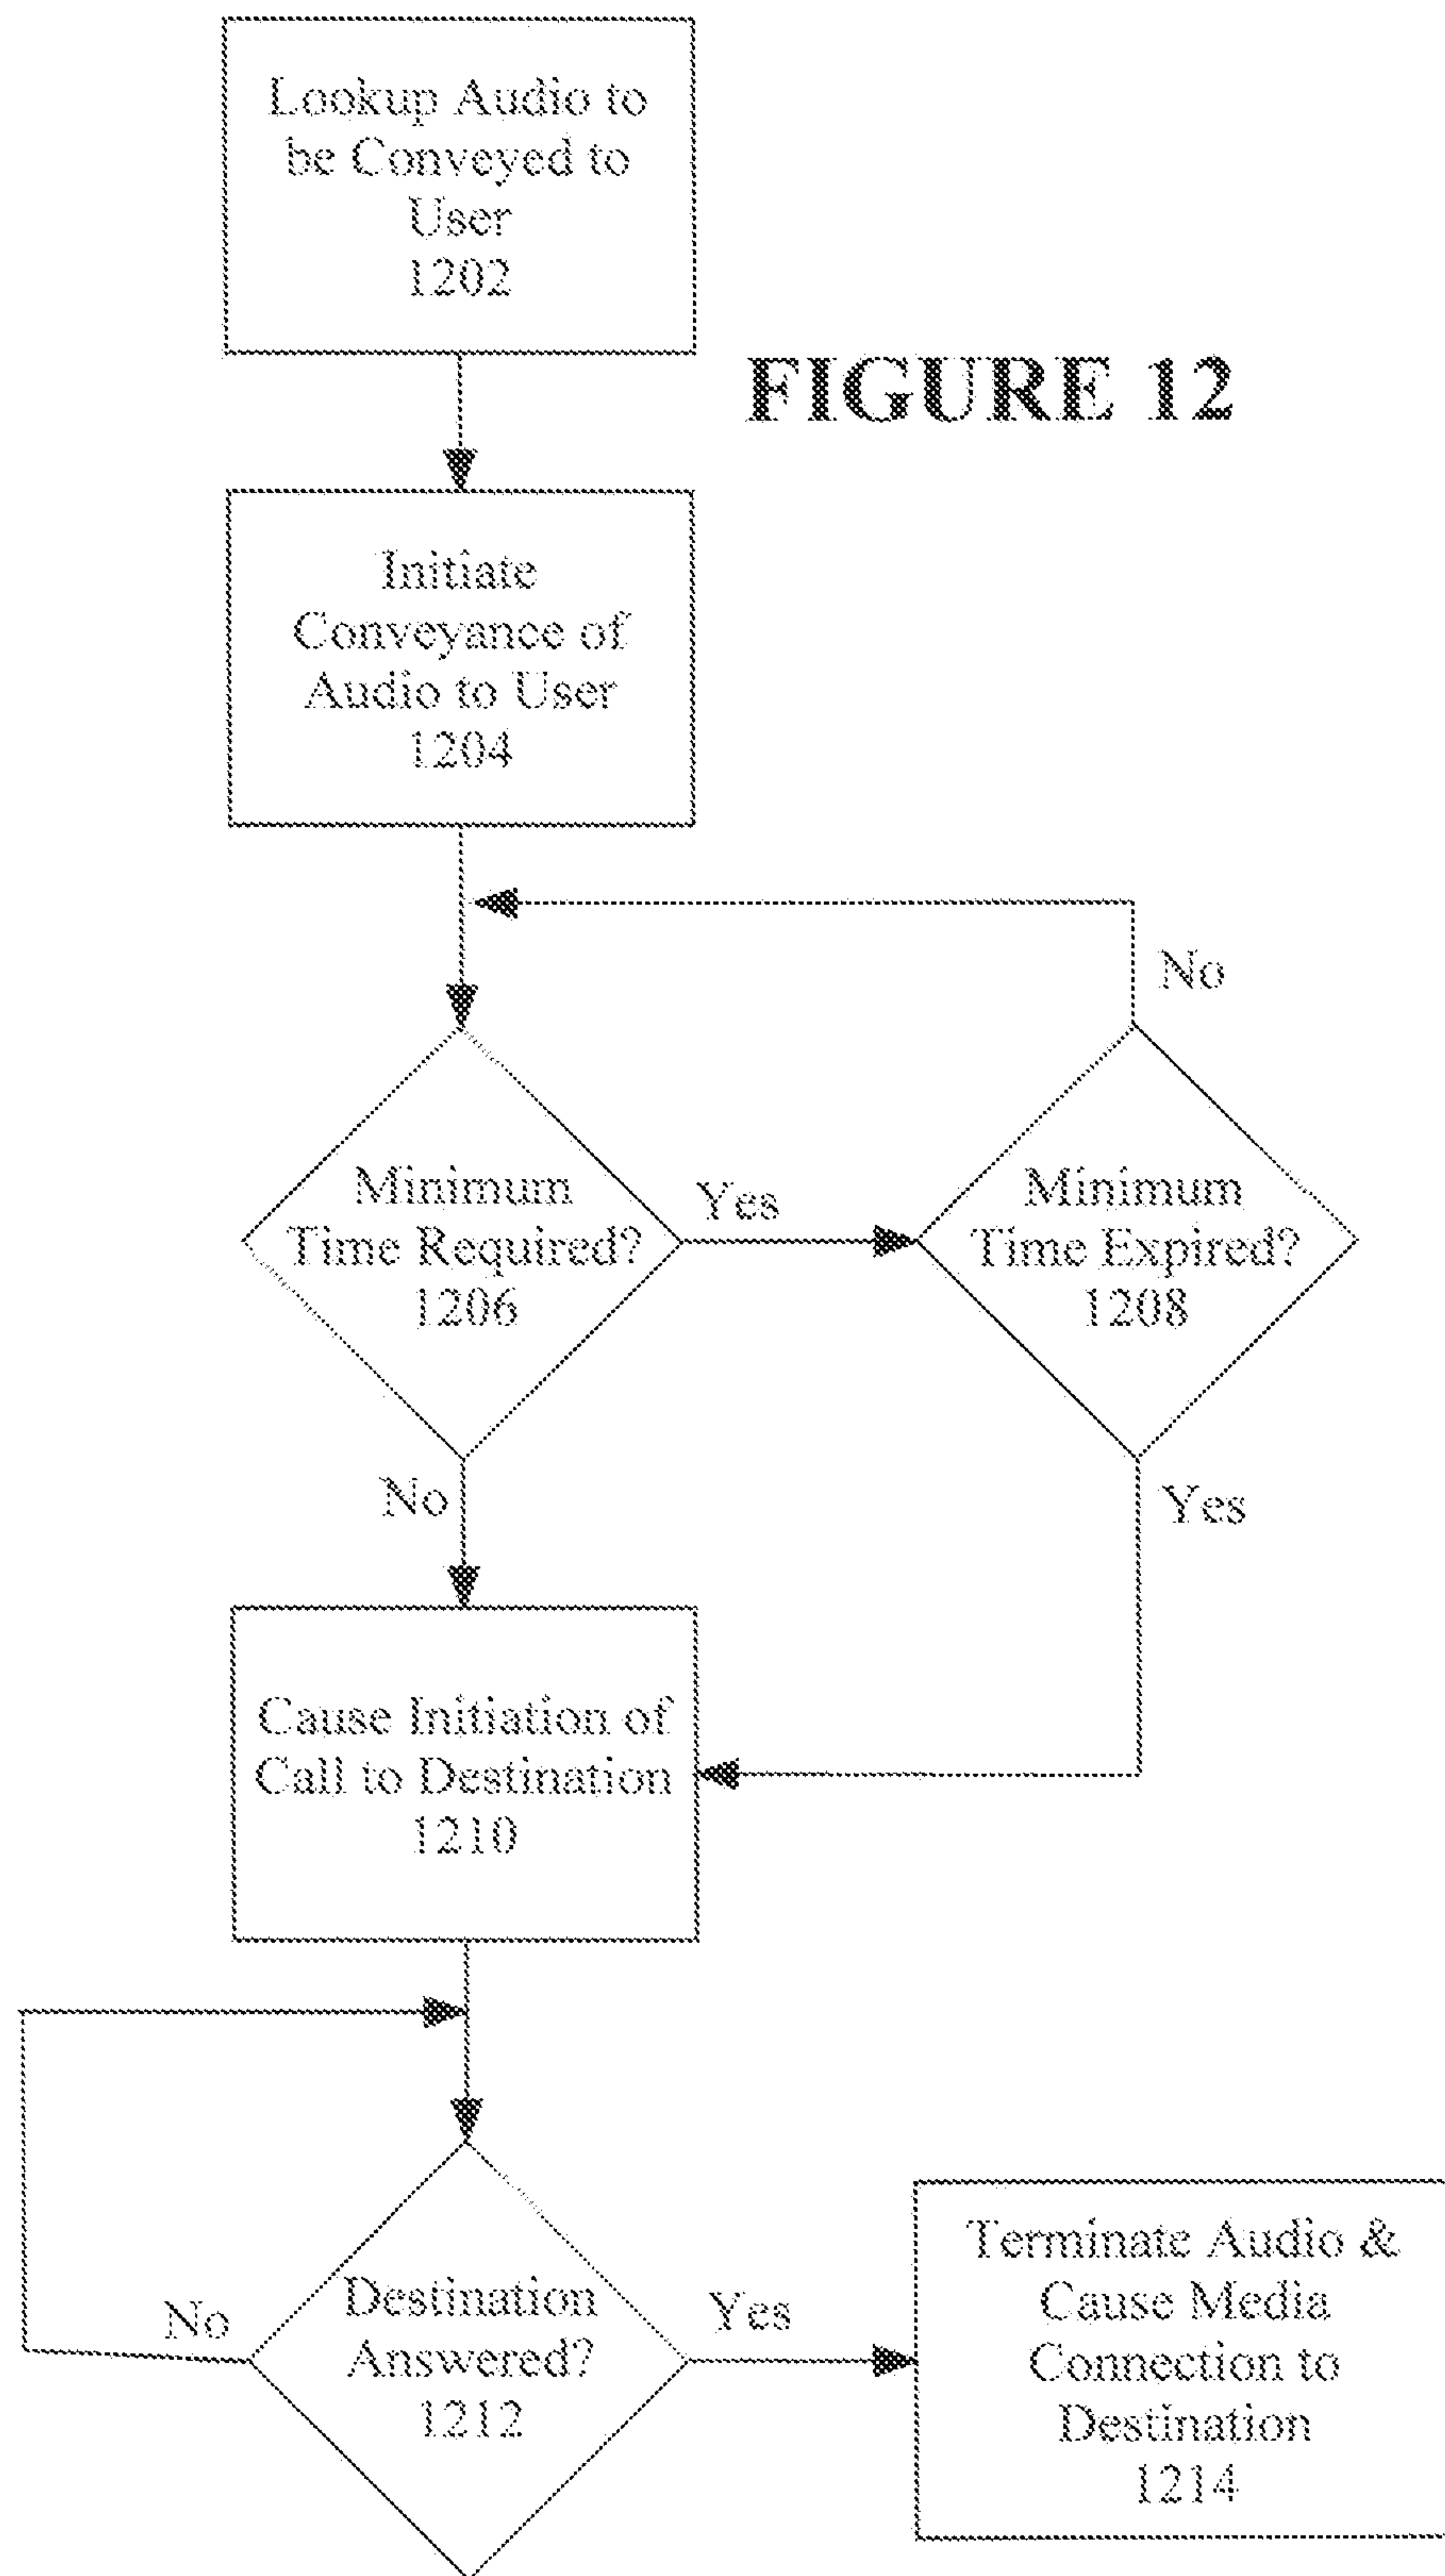 Lookup Audio to
be Conveyed to
User
1202
FIGURE 12
Initiate
Conveyance of
Audio to User
1204
No
Minimum
Time Required?
1206
Yes
Minimum
Time Expired?
1208
No
Yes
Cause Initiation of
Call to Destination
1210
No
Destination
Answered?
1212
Yes
Terminate Audio &
Cause Media
Connection to
Destination
1214